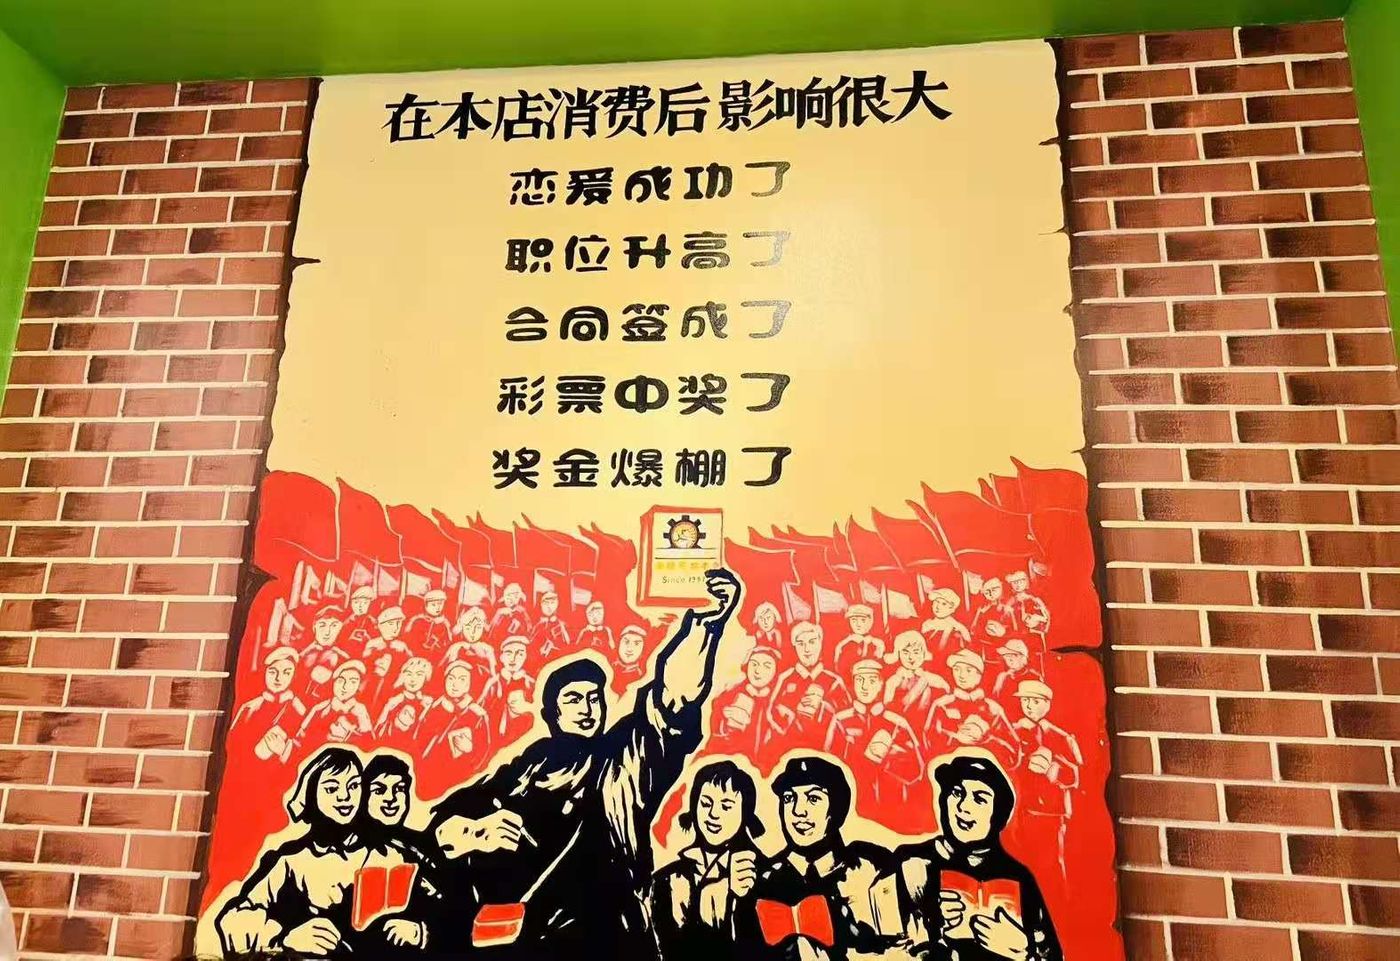 在本店消费后影响很大
恋爱成功了
职位升高了
合同签成了
彩票中奖了
奖金爆棚了
Since